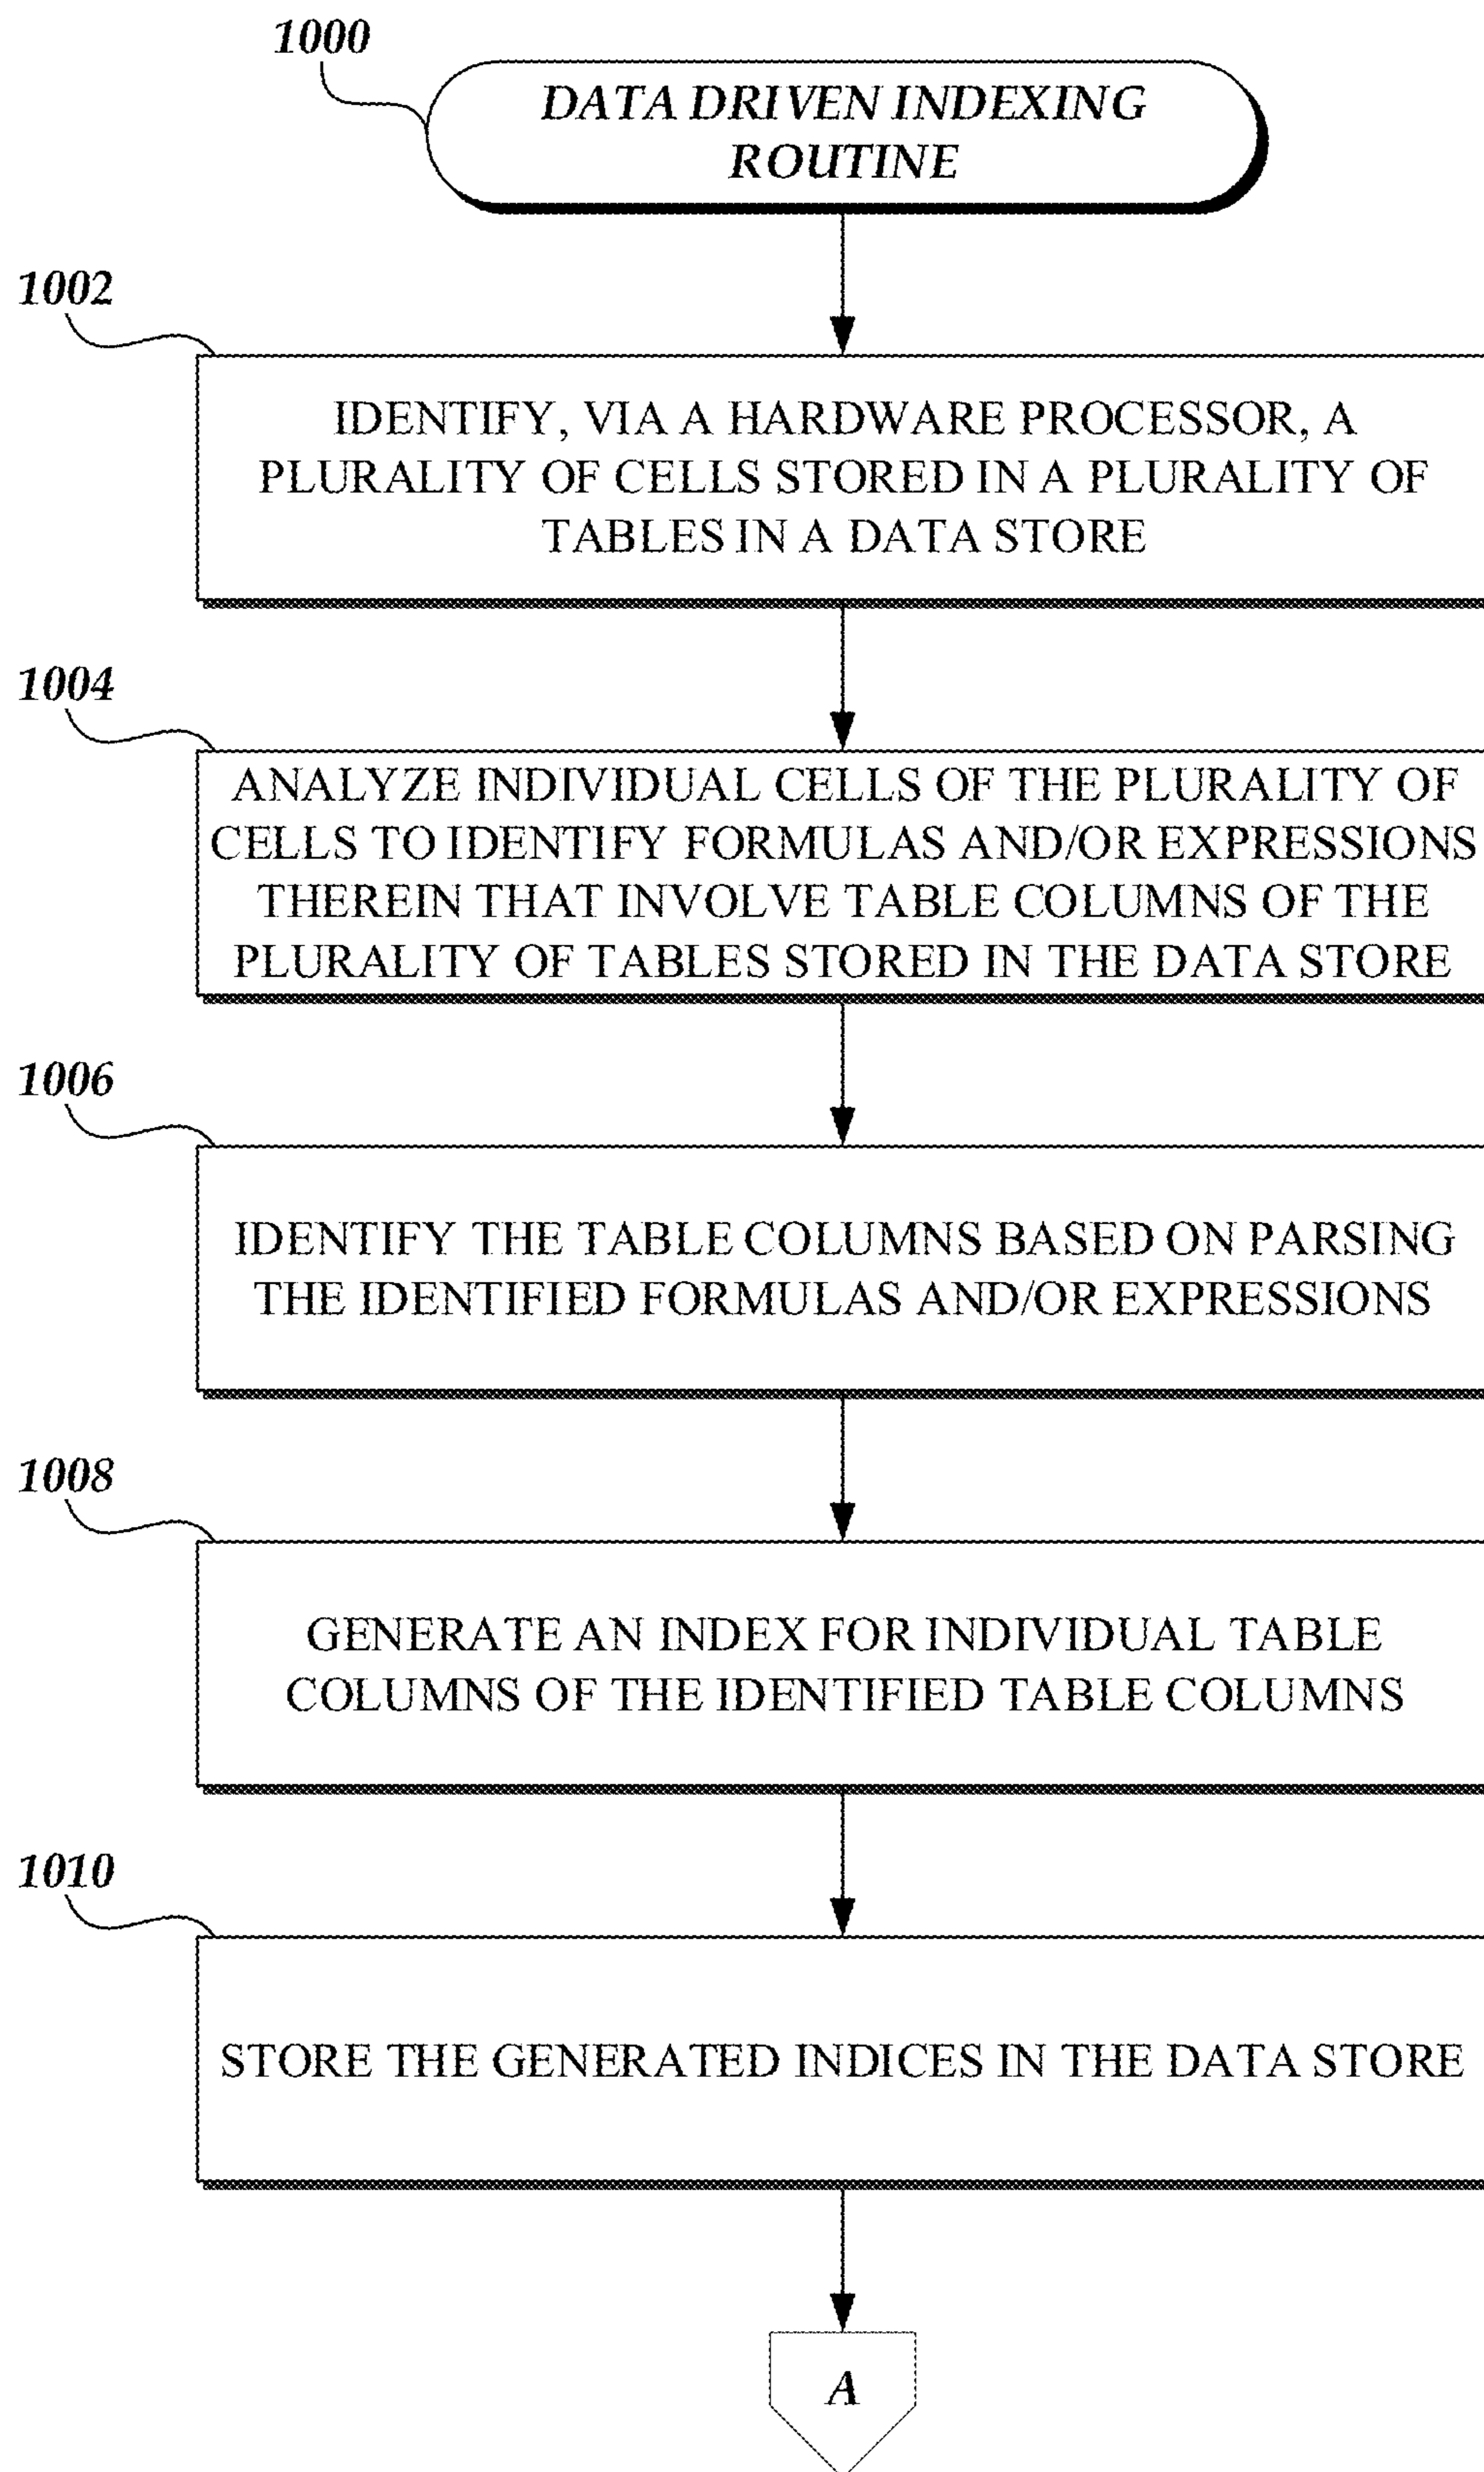 1000
DATA DRIVEN INDEXING
ROUTINE
1002
IDENTIFY, VIA A HARDWARE PROCESSOR, A
PLURALITY OF CELLS STORED IN A PLURALITY OF
TABLES IN A DATA STORE
1004
ANALYZE INDIVIDUAL CELLS OF THE PLURALITY OF
CELLS TO IDENTIFY FORMULAS AND/OR EXPRESSIONS
THEREIN THAT INVOLVE TABLE COLUMNS OF THE
PLURALITY OF TABLES STORED IN THE DATA STORE
1006
IDENTIFY THE TABLE COLUMNS BASED ON PARSING
THE IDENTIFIED FORMULAS AND/OR EXPRESSIONS
1008
GENERATE AN INDEX FOR INDIVIDUAL TABLE
COLUMNS OF THE IDENTIFIED TABLE COLUMNS
1010
STORE THE GENERATED INDICES IN THE DATA STORE
A